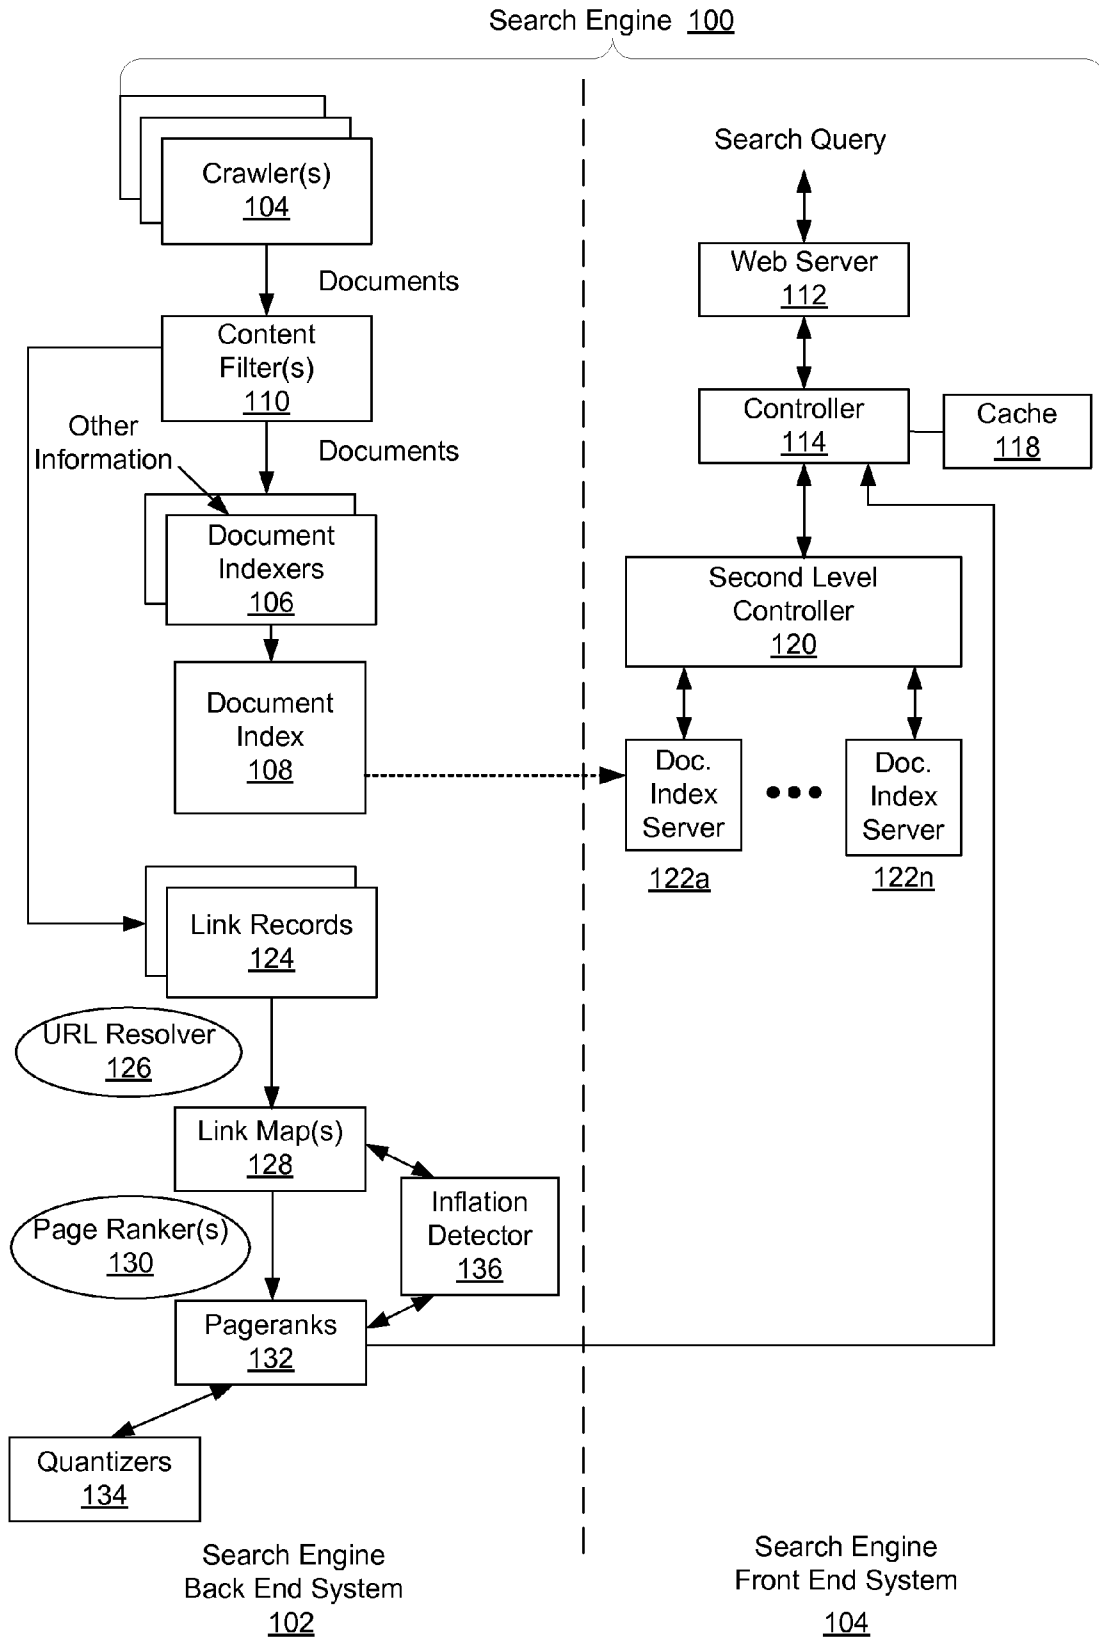 Search Engine 100
Crawler(s)
104
Documents
Content
Filter(s)
110
Other
Information
Documents
Document
Indexers
106
Document
Index
108
Link Records
124
URL Resolver
126
Link Map(s)
128
Inflation
Detector
136
Page Ranker(s)
130
Pageranks
132
Quantizers
134
Search Engine
Back End System
102
Search Query
Web Server
112
Controller
114
Cache
118
Second Level
Controller
120
Doc.
Index
Server
122a
Doc.
Index
Server
122n
Search Engine
Front End System
104